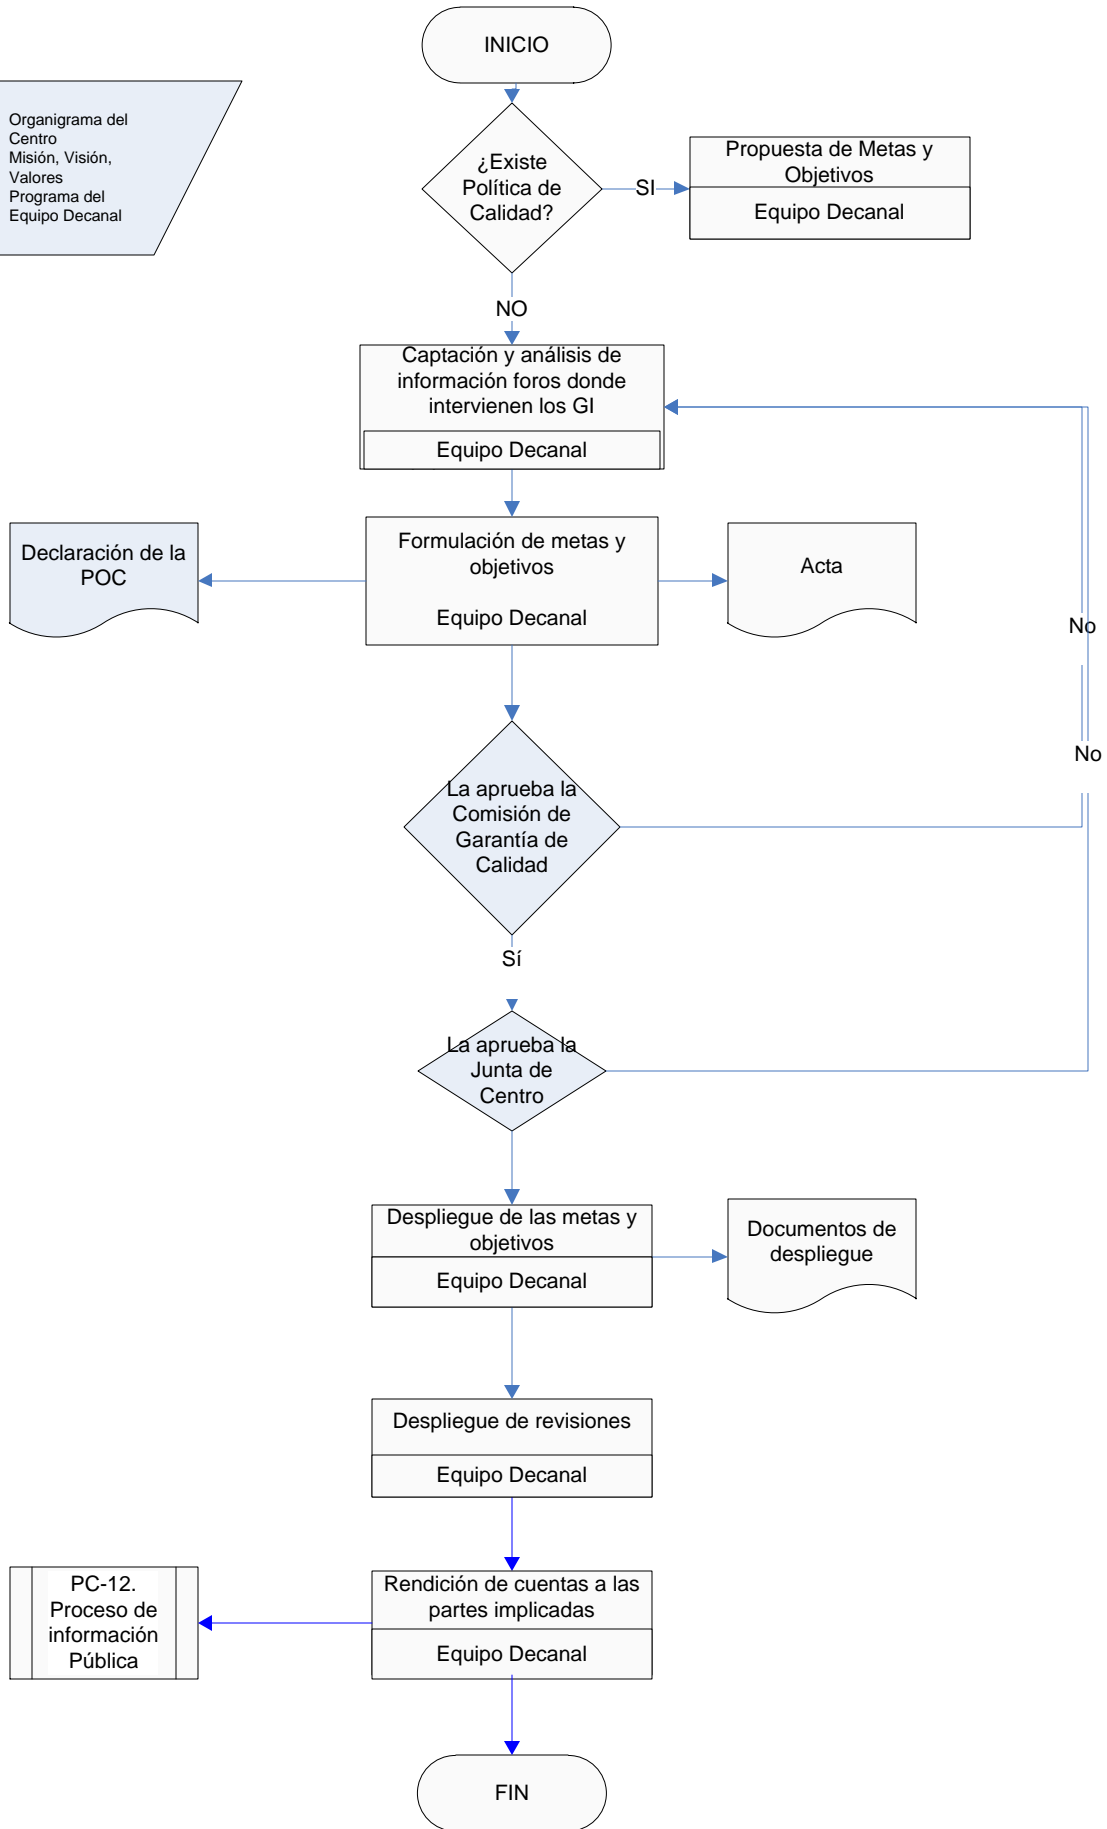 INICIO
Organigrama del
Centro
Misión, Visión,
Valores
Programa del
Equipo Decanal
¿Existe
Política de
Calidad?
SI
Propuesta de Metas y
Objetivos
Equipo Decanal
NO
Captación y análisis de
información foros donde
intervienen los GI
Equipo Decanal
Declaración de la
POC
Formulación de metas y
objetivos
Equipo Decanal
Acta
No
No
La aprueba la
Comisión de
Garantía de
Calidad
Sí
La aprueba la
Junta de
Centro
Despliegue de las metas y
objetivos
Equipo Decanal
Documentos de
despliegue
Despliegue de revisiones
Equipo Decanal
PC-12.
Proceso de
información
Pública
Rendición de cuentas a las
partes implicadas
Equipo Decanal
FIN